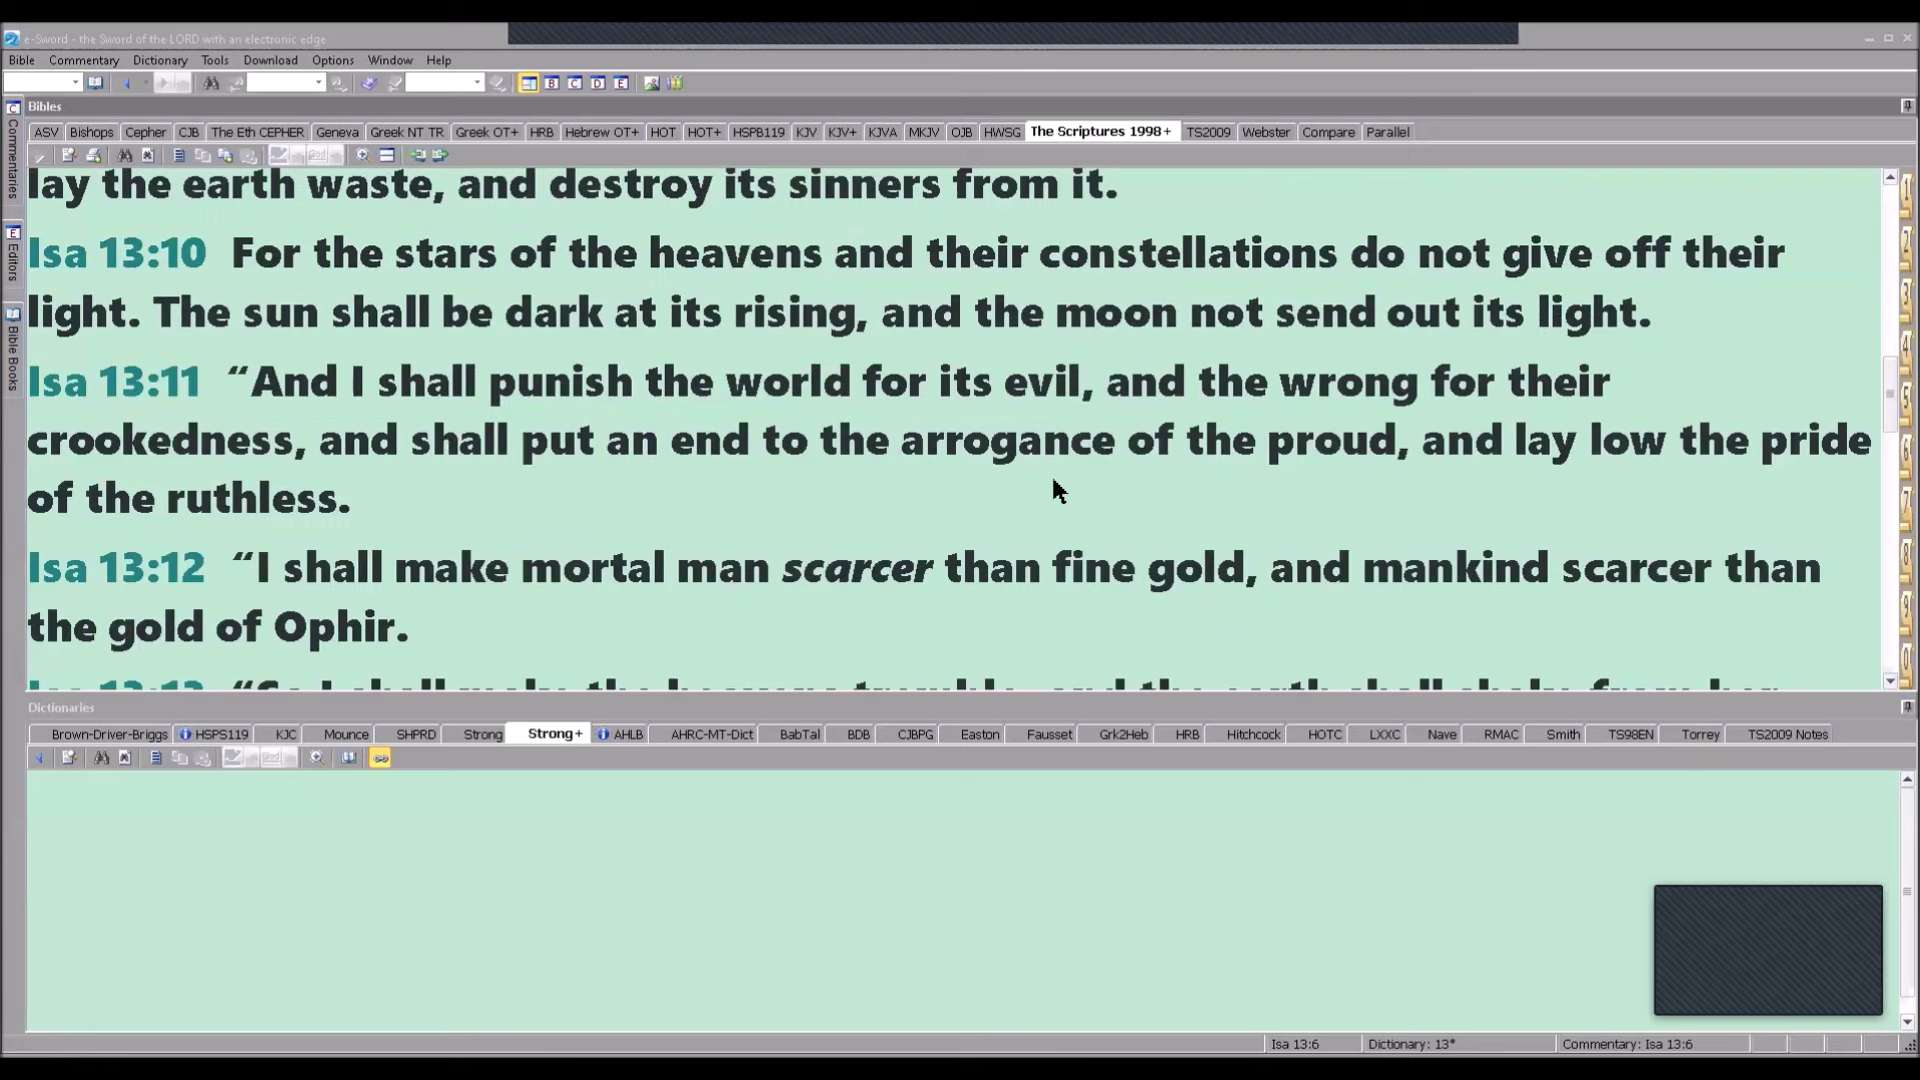 e-Sword - the Sword of the LORD with an electronic edge
Bible Commentary Dictionary Tools Download Options Window Help
Bibles
ASV Bishops Cepher CJB The Eth CEPHER Geneva Greek NT TR Greek OT+ HRB Hebrew OT+ HOT HOT+ HSPB119 KJV KJV+ KJVA MKJV OJB HWSG The Scriptures 1998+ TS2009 Webster Compare Parallel
Commentaries
Editors
Bible Books
lay the earth waste, and destroy its sinners from it.
Isa 13:10 For the stars of the heavens and their constellations do not give off their
light. The sun shall be dark at its rising, and the moon not send out its light.
Isa 13:11 “And I shall punish the world for its evil, and the wrong for their
crookedness, and shall put an end to the arrogance of the proud, and lay low the pride
of the ruthless.
Isa 13:12 “I shall make mortal man scarcer than fine gold, and mankind scarcer than
the gold of Ophir.
Dictionaries
Brown-Driver-Briggs HSPS119 KJC Mounce SHPRD Strong Strong+ AHLB AHRC-MT-Dict BabTal BDB CJBPG Easton Fausset Grk2Heb HRB Hitchcock HOTC LXXC Nave RMAC Smith TS98EN Torrey TS2009 Notes
Isa 13:6 Dictionary: 13* Commentary: Isa 13:6